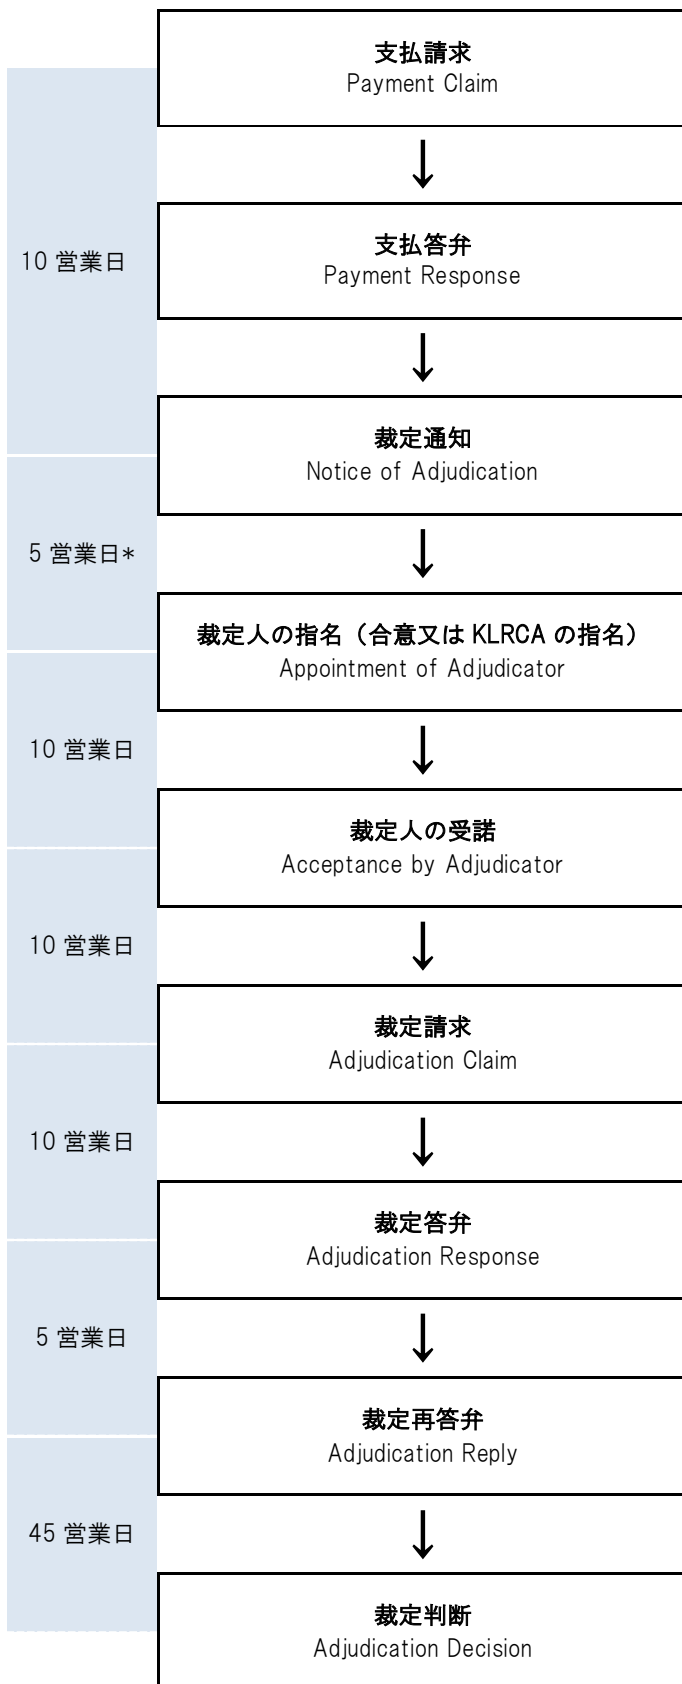 支払請求
Payment Claim
10 営業日
支払答弁
Payment Response
裁定通知
Notice of Adjudication
5 営業日*
裁定人の指名（合意又は KLRCA の指名）
Appointment of Adjudicator
10 営業日
裁定人の受諾
Acceptance by Adjudicator
10 営業日
裁定請求
Adjudication Claim
10 営業日
裁定答弁
Adjudication Response
5 営業日
裁定再答弁
Adjudication Reply
45 営業日
裁定判断
Adjudication Decision